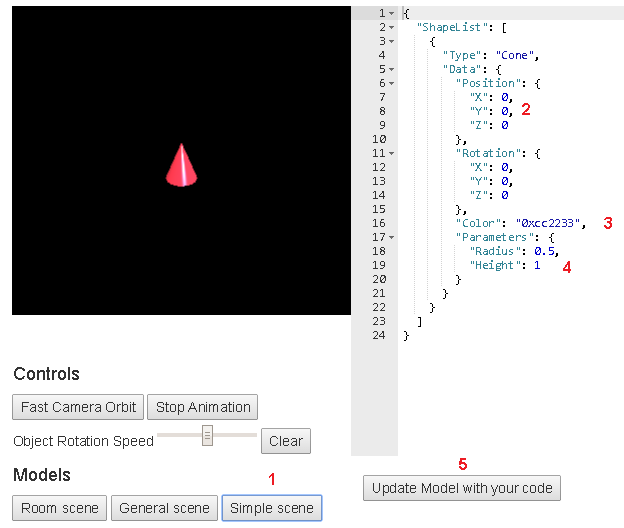 1 {
2 "ShapeList": [
3 {
4 "Type": "Cone",
5 "Data": {
6 "Position": {
7 "X": 0,
8 "Y": 0, 2
9 "Z": 0
10 },
11 "Rotation": {
12 "X": 0,
13 "Y": 0,
14 "Z": 0
15 },
16 "Color": "0xcc2233", 3
17 "Parameters": {
18 "Radius": 0.5,
19 "Height": 1 4
20 }
21 }
22 }
23 ]
24 }
Controls
Fast Camera Orbit Stop Animation
Object Rotation Speed Clear
Models 1
Room scene General scene Simple scene
5
Update Model with your code